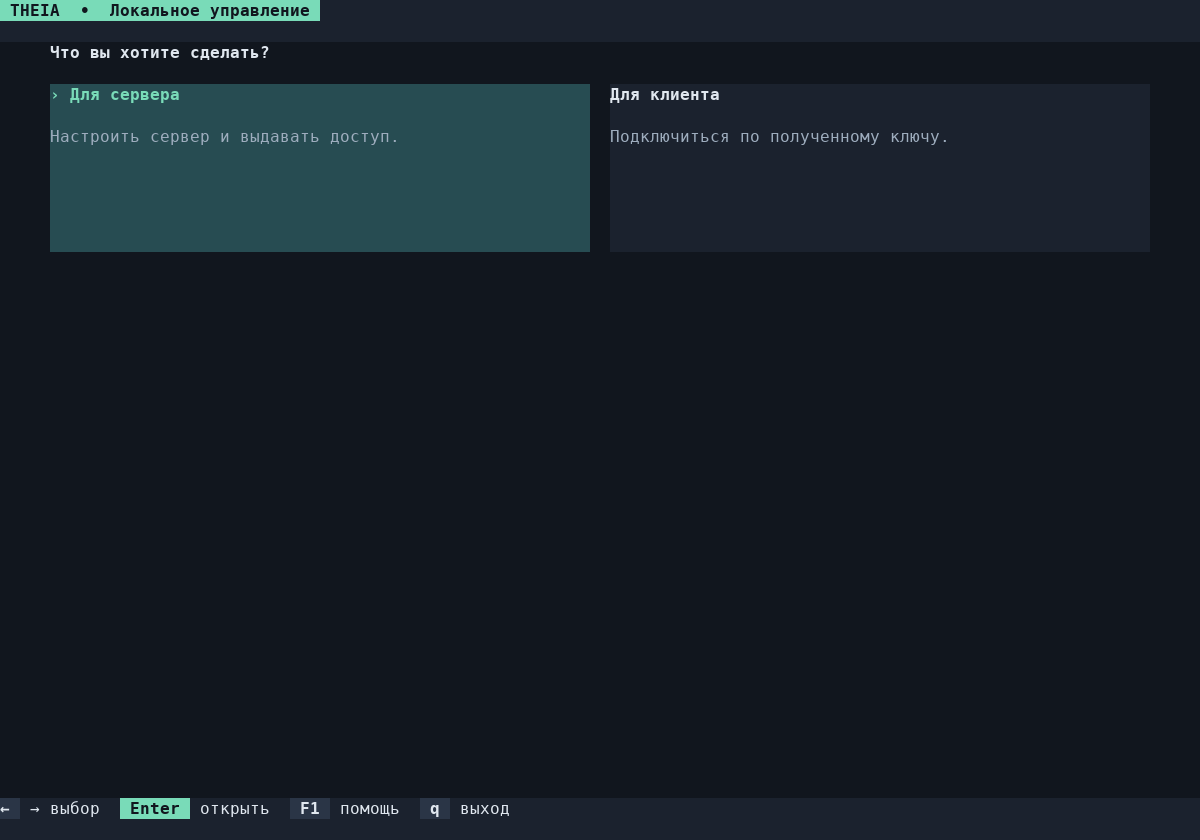 THEIA • Локальное управление
Что вы хотите сделать?
› Для сервера
Настроить сервер и выдавать доступ.
Для клиента
Подключиться по полученному ключу.
← → выбор Enter открыть F1 помощь q выход